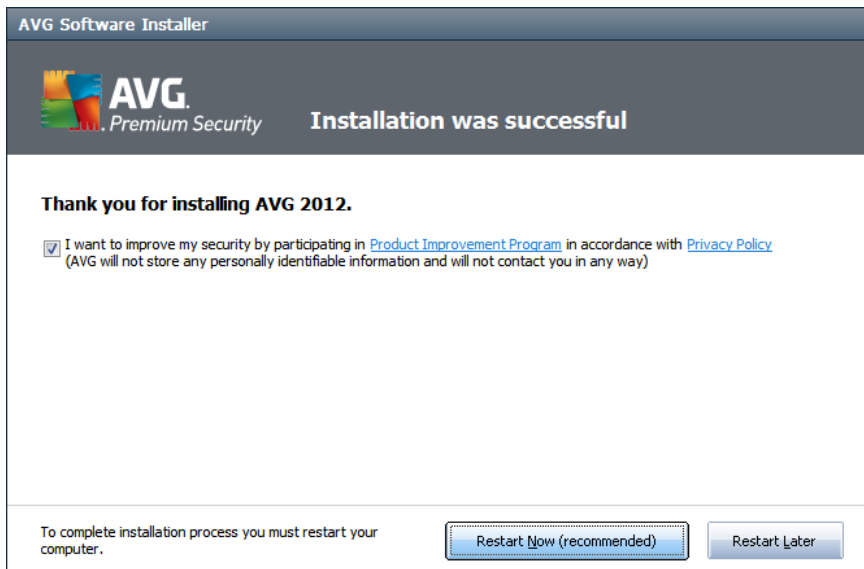 AVG Software Installer
AVG.
Premium Security
Installation was successful
Thank you for installing AVG 2012.
I want to improve my security by participating in Product Improvement Program in accordance with Privacy Policy
(AVG will not store any personally identifiable information and will not contact you in any way)
To complete installation process you must restart your
computer.
Restart Now (recommended)
Restart Later